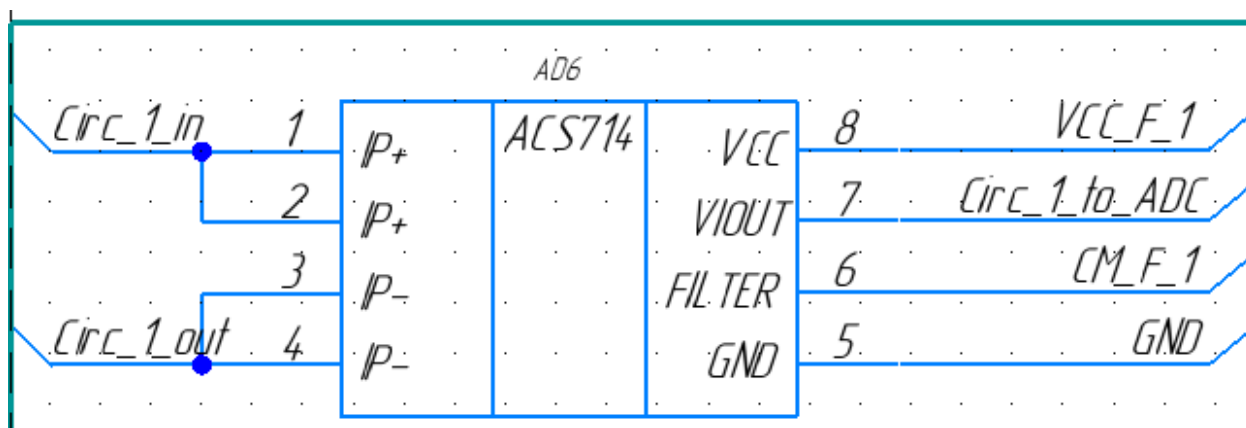 AD6
Circ_1_in 1 IP+ ACS714 VCC 8 VCC_F_1
2 IP+ VIOUT 7 Circ_1_to_ADC
3 IP- FILTER 6 CM_F_1
Circ_1_out 4 IP- GND 5 GND